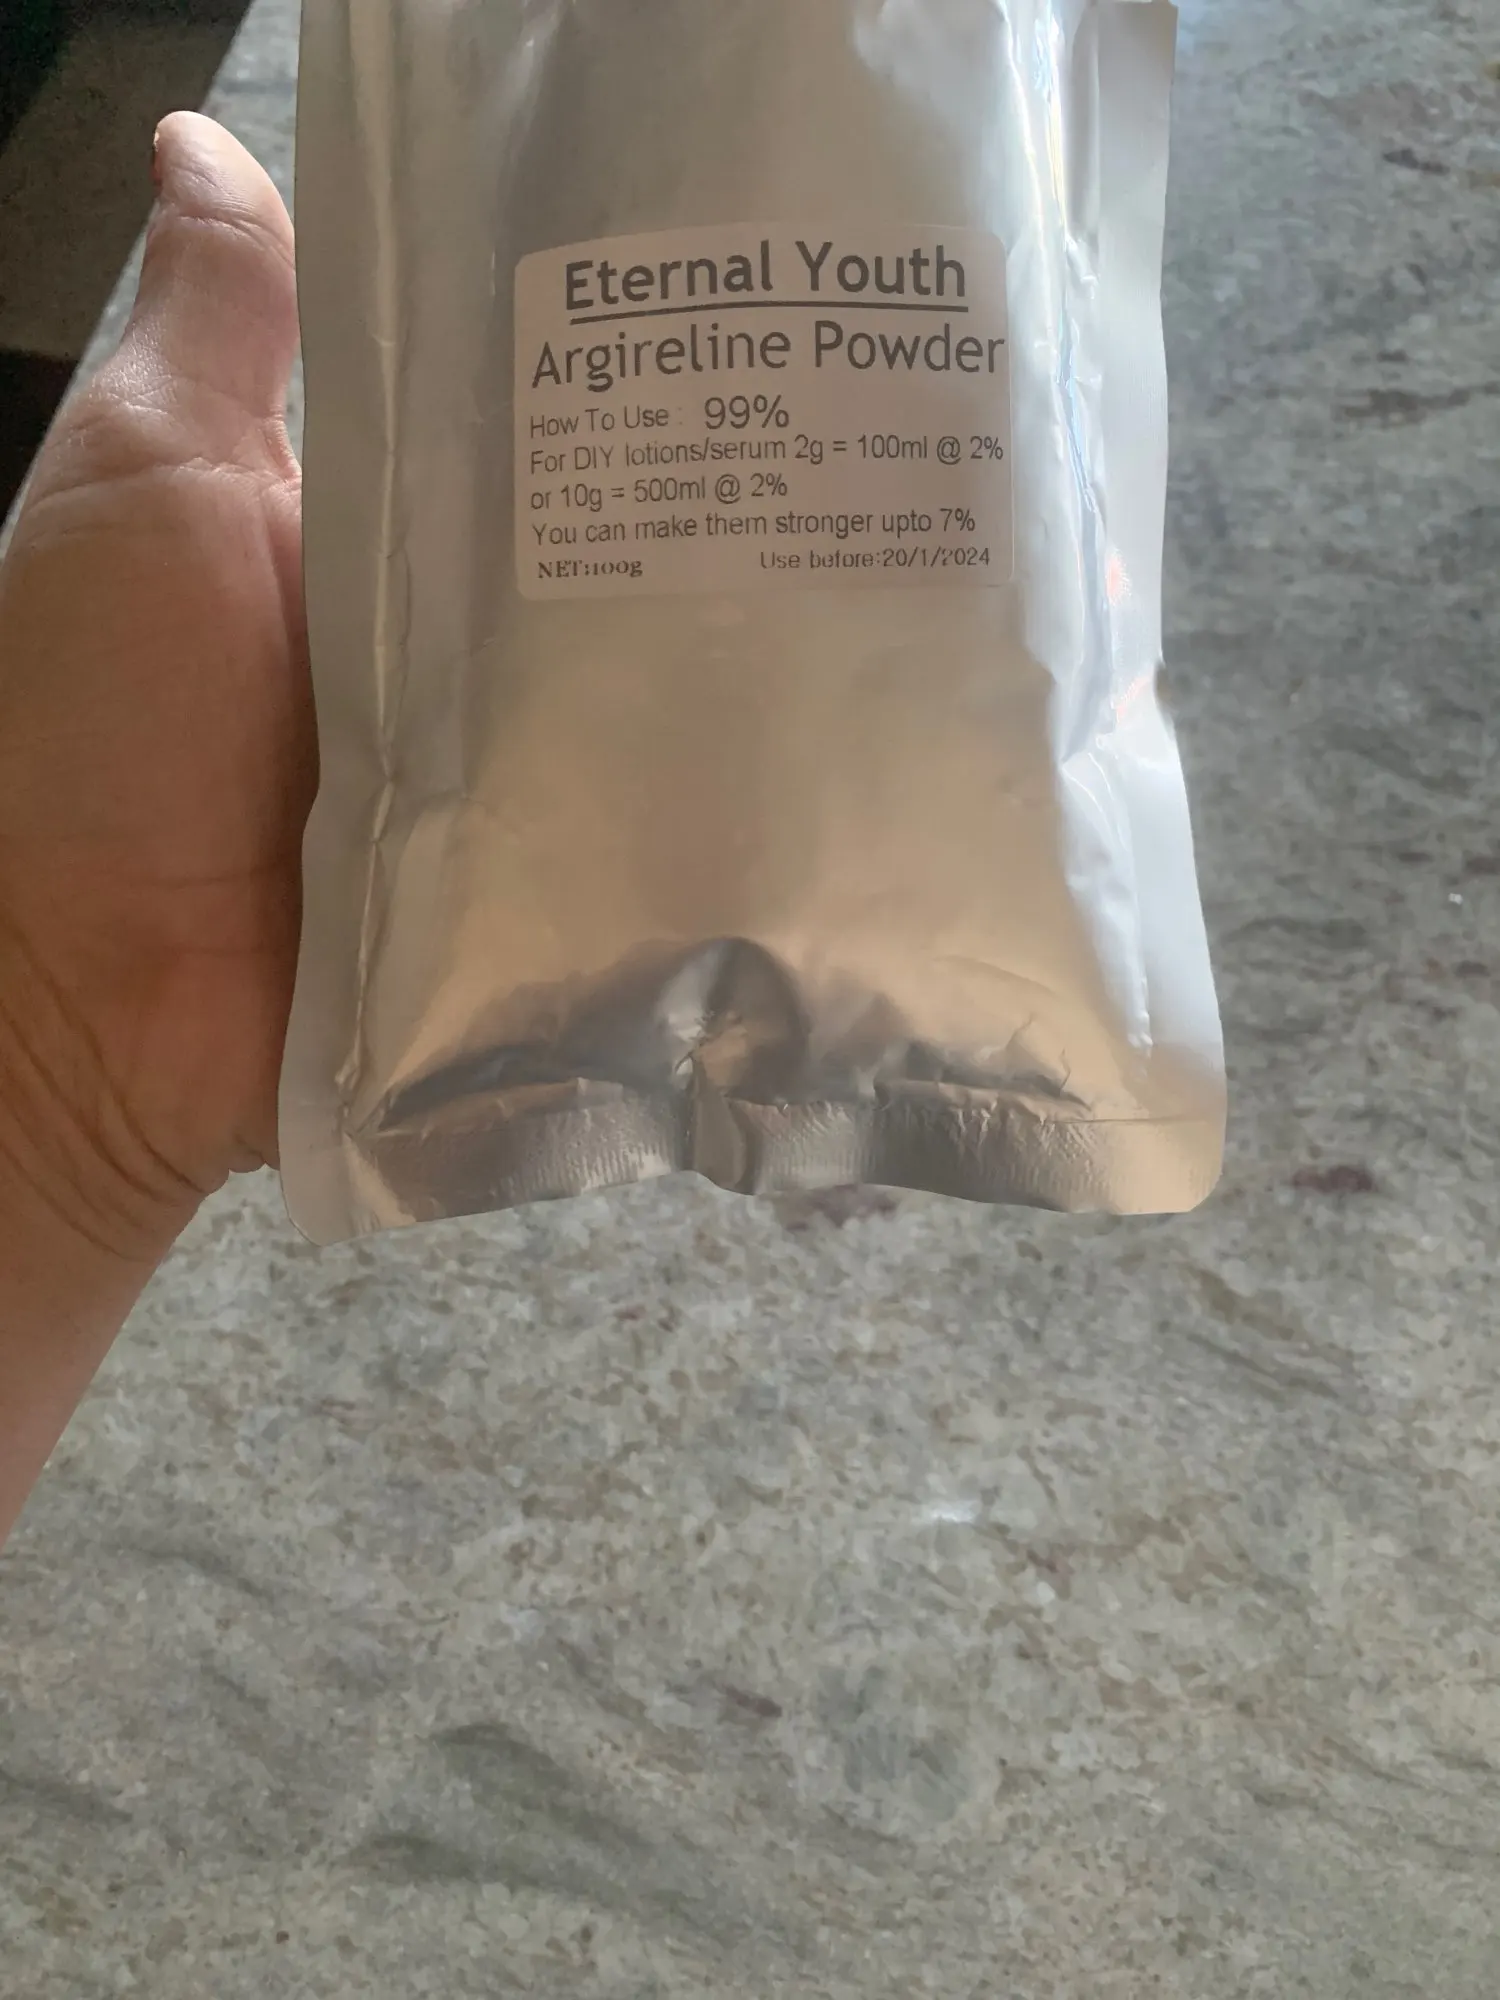 Eternal Youth
Argireline Powder
How To Use : 99%
For DIY lotions/serum 2g = 100ml @ 2%
or 10g = 500ml @ 2%
You can make them stronger upto 7%
NET:100g Use before:20/1/2024